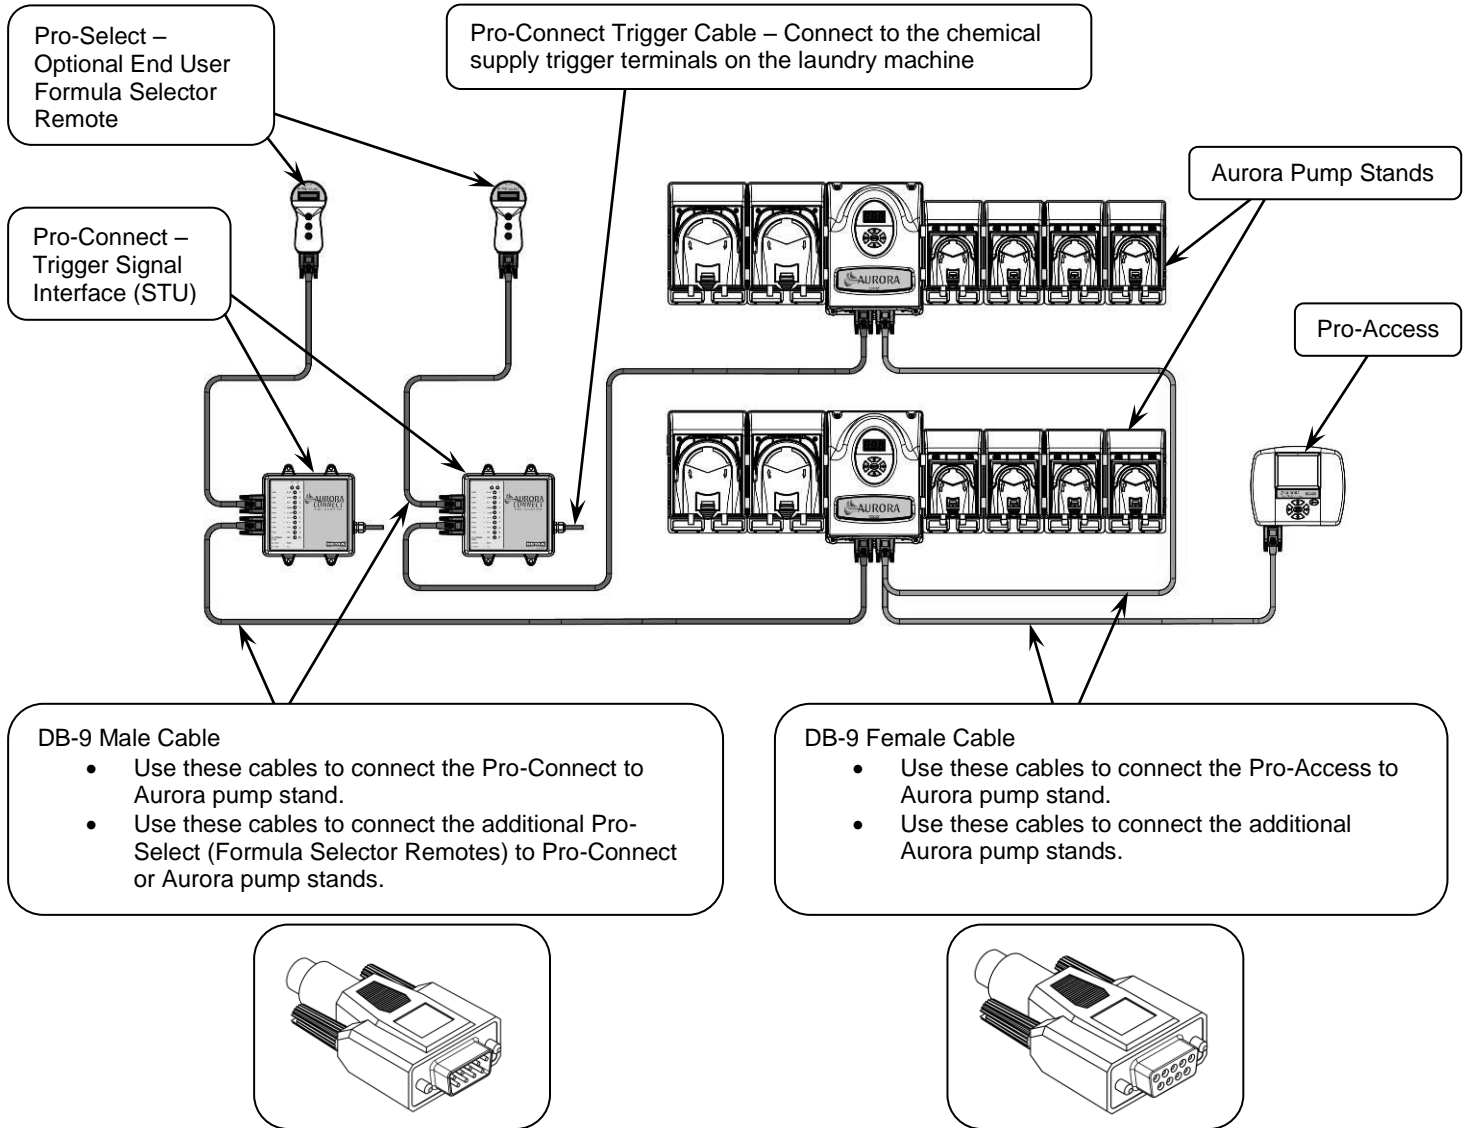 Pro-Select –
Optional End User
Formula Selector
Remote
Pro-Connect Trigger Cable – Connect to the chemical
supply trigger terminals on the laundry machine
Aurora Pump Stands
Pro-Connect –
Trigger Signal
Interface (STU)
Pro-Access
AURORA
AURORA
AURORA
CONNECT
AURORA
CONNECT
DB-9 Male Cable
• Use these cables to connect the Pro-Connect to
Aurora pump stand.
• Use these cables to connect the additional Pro-
Select (Formula Selector Remotes) to Pro-Connect
or Aurora pump stands.
DB-9 Female Cable
• Use these cables to connect the Pro-Access to
Aurora pump stand.
• Use these cables to connect the additional
Aurora pump stands.